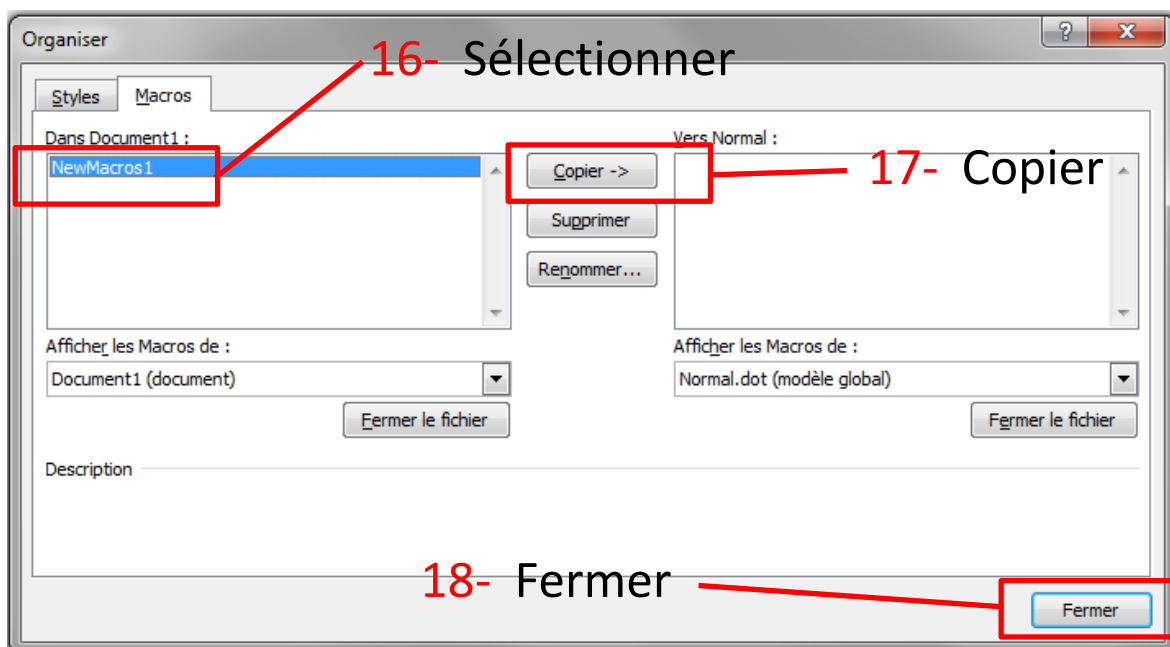 Organiser
?
X
16- Sélectionner
Styles
Macros
Dans Document1 :
Vers Normal :
NewMacros1
Copier ->
17- Copier
Supprimer
Renommer...
Afficher les Macros de :
Afficher les Macros de :
Document1 (document)
Normal.dot (modèle global)
Fermer le fichier
Fermer le fichier
Description
18- Fermer
Fermer